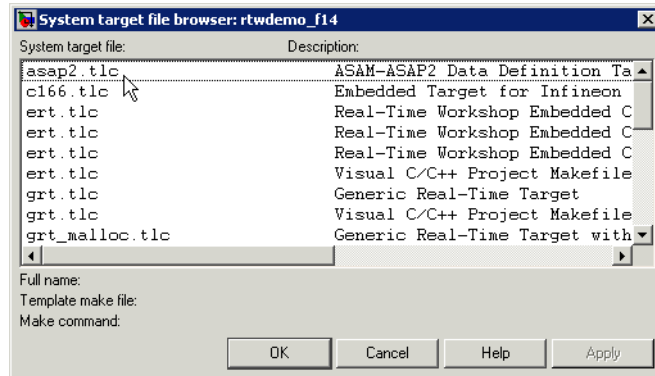 System target file browser: rtwdemo_f14
System target file: Description:
asap2.tlc ASAM-ASAP2 Data Definition Ta
c166.tlc Embedded Target for Infineon
ert.tlc Real-Time Workshop Embedded C
ert.tlc Real-Time Workshop Embedded C
ert.tlc Real-Time Workshop Embedded C
ert.tlc Visual C/C++ Project Makefile
grt.tlc Generic Real-Time Target
grt.tlc Visual C/C++ Project Makefile
grt_malloc.tlc Generic Real-Time Target with
Full name:
Template make file:
Make command:
OK Cancel Help Apply